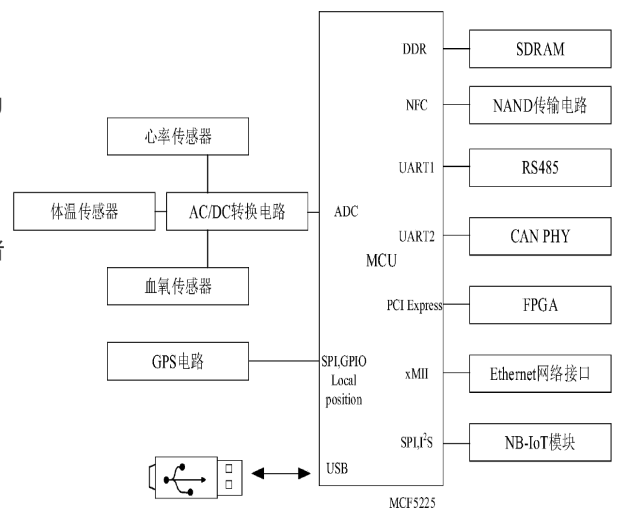 DDR
SDRAM
NFC
NAND传输电路
心率传感器
UART1
RS485
体温传感器
AC/DC转换电路
ADC
UART2
CAN PHY
MCU
血氧传感器
PCI Express
FPGA
GPS电路
SPI,GPIO
Local
position
xMII
Ethernet网络接口
SPI,I²S
NB-IoT模块
USB
MCF5225